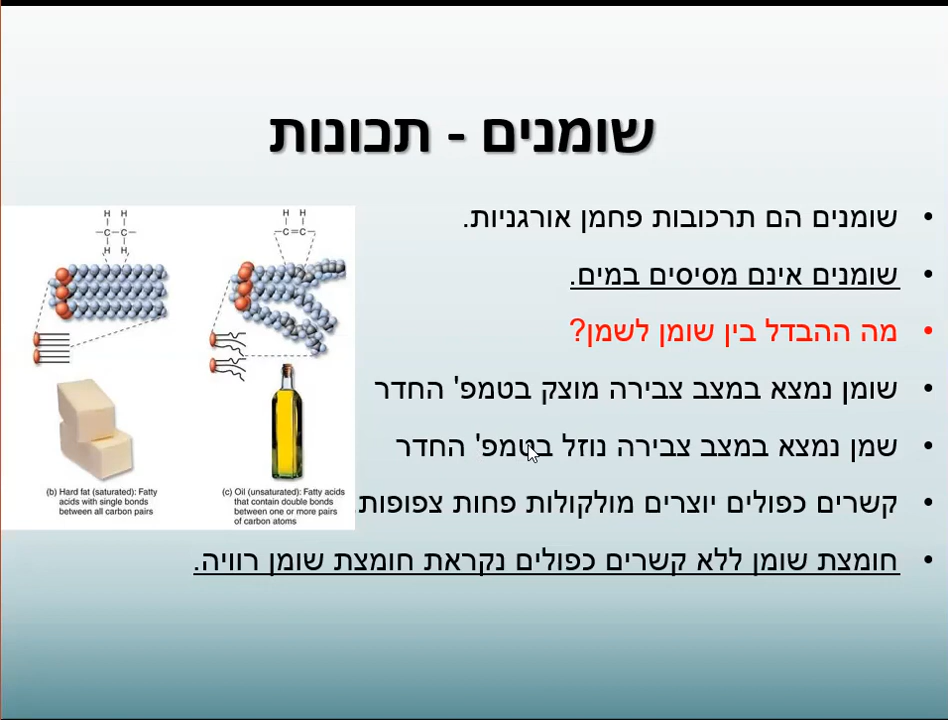 שומנים - תכונות
• שומנים הם תרכובות פחמן אורגניות.
• שומנים אינם מסיסים במים.
• מה ההבדל בין שומן לשמן?
• שומן נמצא במצב צבירה מוצק בטמפ' החדר
• שמן נמצא במצב צבירה נוזל בטמפ' החדר
• קשרים כפולים יוצרים מולקולות פחות צפופות.
• חומצת שומן ללא קשרים כפולים נקראת חומצת שומן רוויה.
H H
C C
H H
(b) Hard fat (saturated): Fatty
acids with single bonds
between all carbon pairs
H H
C=C
(c) Oil (unsaturated): Fatty acids
that contain double bonds
between one or more pairs
of carbon atoms